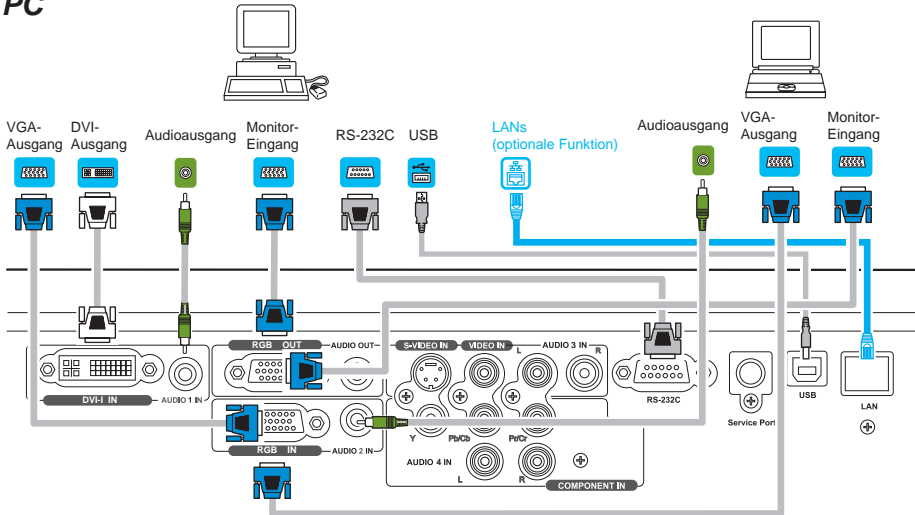 PC
VGA-
Ausgang
DVI-
Ausgang
Audioausgang
Monitor-
Eingang
RS-232C
USB
LANs
(optionale Funktion)
Audioausgang
VGA-
Ausgang
Monitor-
Eingang
RGB OUT
AUDIO OUT
S-VIDEO IN
VIDEO IN
L
AUDIO 3 IN
R
DVI-I IN
AUDIO 1 IN
RS-232C
Service Port
USB
LAN
RGB IN
AUDIO 2 IN
Y
Pb/Cb
Pr/Cr
AUDIO 4 IN
L
R
COMPONENT IN